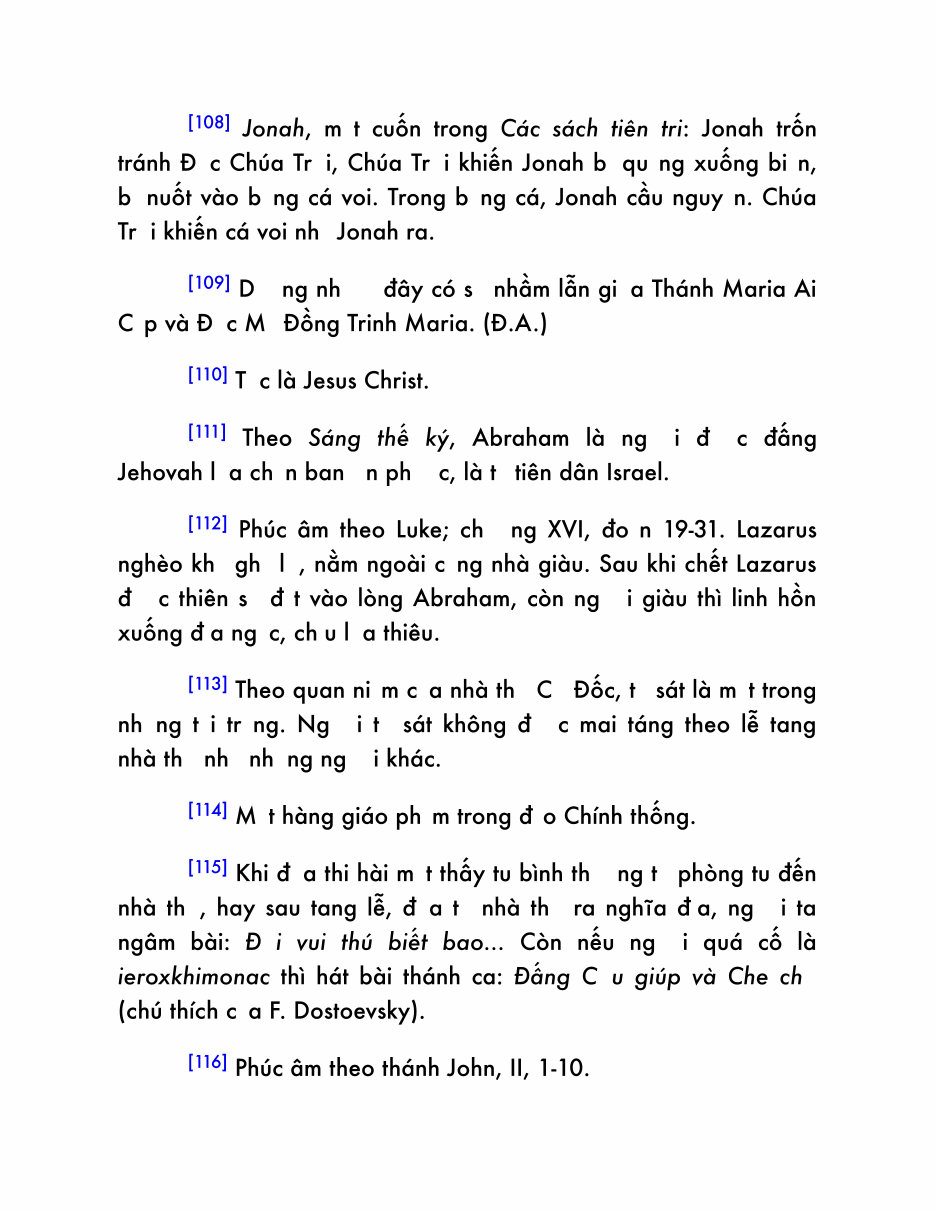 [108] Jonah, m t cuốn trong Các sách tiên tri: Jonah trốn
tránh Đ c Chúa Tr i, Chúa Tr i khiến Jonah b qu ng xuống bi n,
b nuốt vào b ng cá voi. Trong b ng cá, Jonah cầu nguy n. Chúa
Tr i khiến cá voi nh Jonah ra.
[109] D ng nh đây có s nhầm lẫn gi a Thánh Maria Ai
C p và Đ c M Đồng Trinh Maria. (Đ.A.)
[110] T c là Jesus Christ.
[111] Theo Sáng thế ký, Abraham là ng i đ c đấng
Jehovah l a ch n ban n ph c, là t tiên dân Israel.
[112] Phúc âm theo Luke; ch ng XVI, đo n 19-31. Lazarus
nghèo kh gh l , nằm ngoài c ng nhà giàu. Sau khi chết Lazarus
đ c thiên s đ t vào lòng Abraham, còn ng i giàu thì linh hồn
xuống đ a ng c, ch u l a thiêu.
[113] Theo quan ni m c a nhà th C Đốc, t sát là m t trong
nh ng t i tr ng. Ng i t sát không đ c mai táng theo lễ tang
nhà th nh nh ng ng i khác.
[114] M t hàng giáo ph m trong đ o Chính thống.
[115] Khi đ a thi hài m t thấy tu bình th ng t phòng tu đến
nhà th , hay sau tang lễ, đ a t nhà th ra nghĩa đ a, ng i ta
ngâm bài: Đ i vui thú biết bao... Còn nếu ng i quá cố là
ieroxkhimonac thì hát bài thánh ca: Đấng C u giúp và Che ch
(chú thích c a F. Dostoevsky).
[116] Phúc âm theo thánh John, II, 1-10.